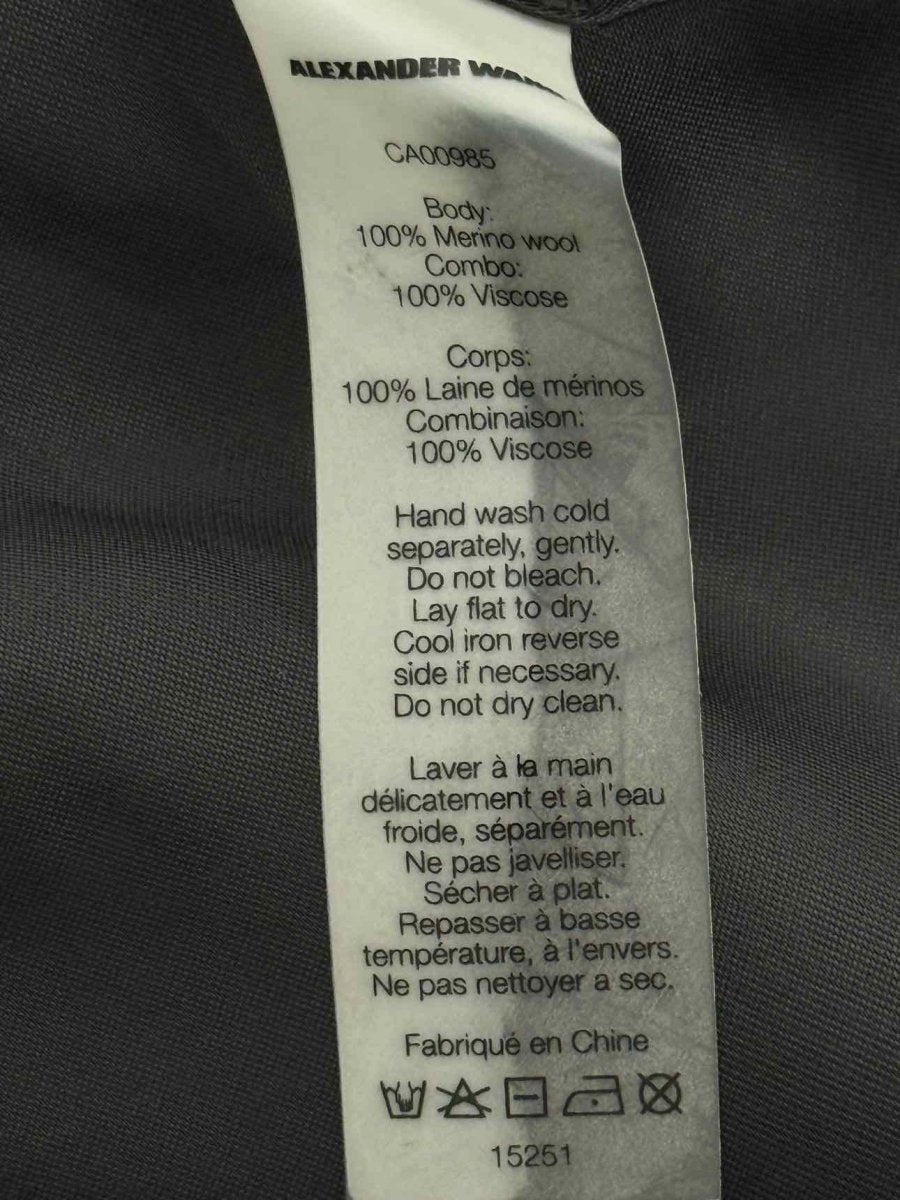 ALEXANDER
CA00985
Body:
100% Merino wool
Combo:
100% Viscose
Corps:
100% Laine de mérinos
Combinaison:
100% Viscose
Hand wash cold
separately, gently.
Do not bleach.
Lay flat to dry.
Cool iron reverse
side if necessary.
Do not dry clean.
Laver à la main
délicatement et à l'eau
froide, séparément.
Ne pas javelliser.
Sécher à plat.
Repasser à basse
température, à l'envers.
Ne pas nettoyer a sec.
Fabriqué en Chine
15251